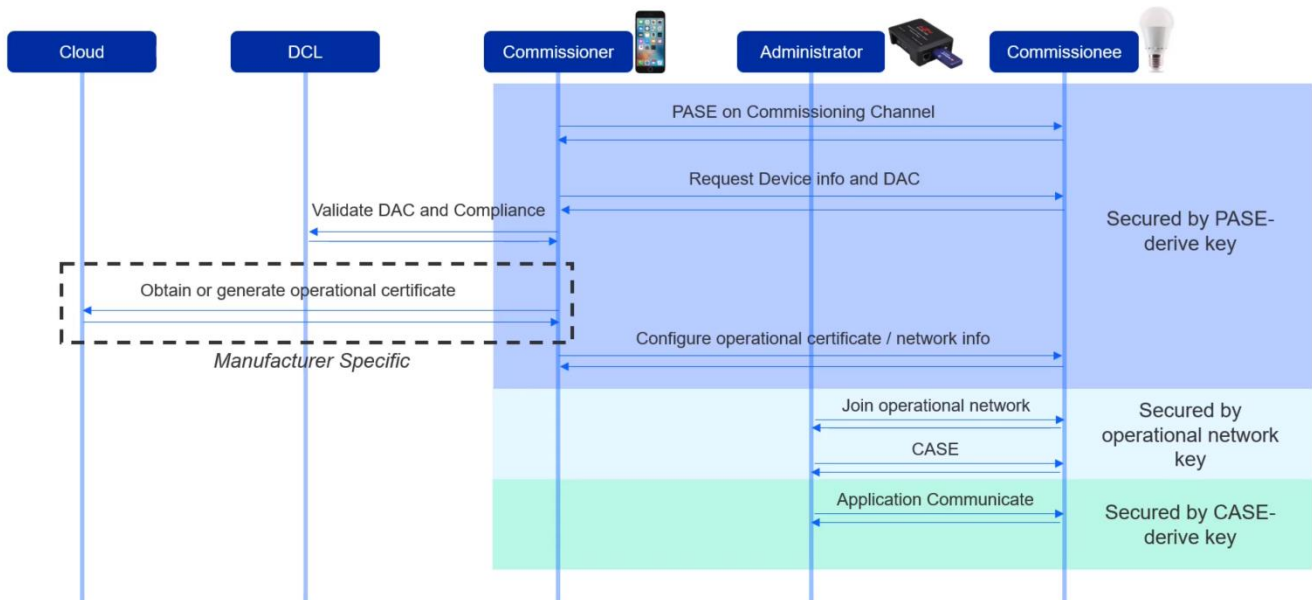 Cloud
DCL
Commissioner
Administrator
Commissionee
PASE on Commissioning Channel
Request Device info and DAC
Validate DAC and Compliance
Secured by PASE-
derive key
Obtain or generate operational certificate
Configure operational certificate / network info
Manufacturer Specific
Join operational network
Secured by
operational network
key
CASE
Application Communicate
Secured by CASE-
derive key